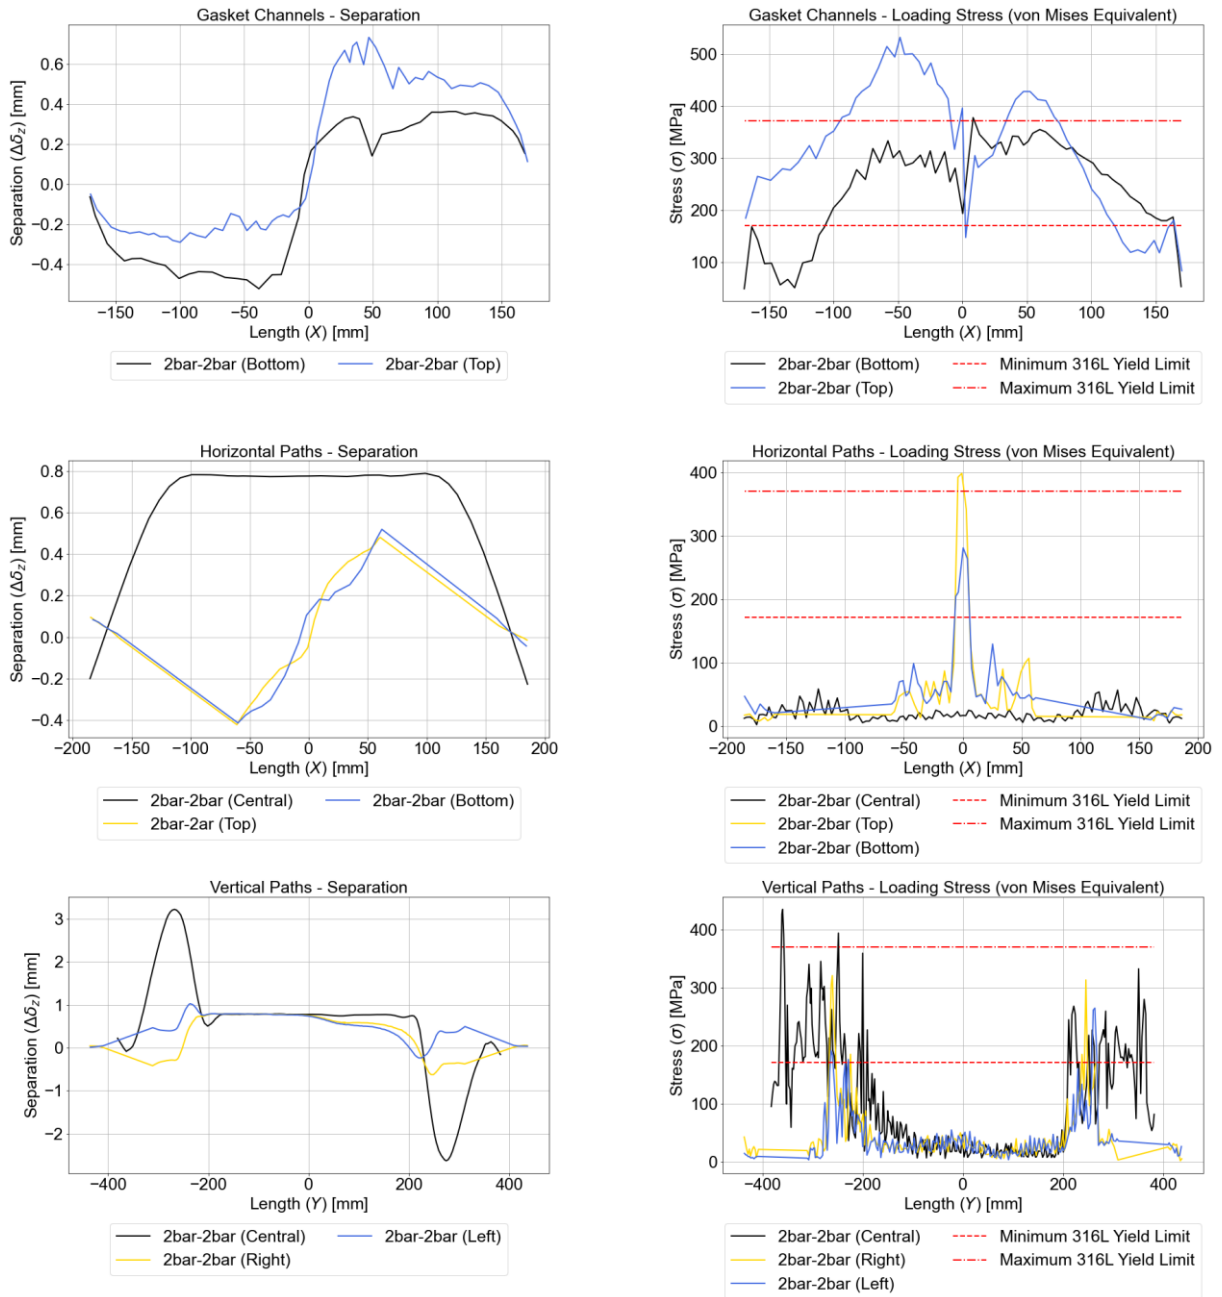 Gasket Channels - Separation
Separation (Δδz) [mm]
0.6
0.4
0.2
0.0
−0.2
−0.4
−150 −100 −50 0 50 100 150
Length (X) [mm]
2bar-2bar (Bottom) 2bar-2bar (Top)
Gasket Channels - Loading Stress (von Mises Equivalent)
Stress (σ) [MPa]
500
400
300
200
100
−150 −100 −50 0 50 100 150
Length (X) [mm]
2bar-2bar (Bottom) Minimum 316L Yield Limit
2bar-2bar (Top) Maximum 316L Yield Limit
Horizontal Paths - Separation
Separation (Δδz) [mm]
0.8
0.6
0.4
0.2
0.0
−0.2
−0.4
−200 −150 −100 −50 0 50 100 150 200
Length (X) [mm]
2bar-2bar (Central) 2bar-2bar (Bottom)
2bar-2ar (Top)
Horizontal Paths - Loading Stress (von Mises Equivalent)
Stress (σ) [MPa]
400
300
200
100
0
−200 −150 −100 −50 0 50 100 150 200
Length (X) [mm]
2bar-2bar (Central) Minimum 316L Yield Limit
2bar-2bar (Top) Maximum 316L Yield Limit
2bar-2bar (Bottom)
Vertical Paths - Separation
Separation (Δδz) [mm]
3
2
1
0
−1
−2
−400 −200 0 200 400
Length (Y) [mm]
2bar-2bar (Central) 2bar-2bar (Left)
2bar-2bar (Right)
Vertical Paths - Loading Stress (von Mises Equivalent)
Stress (σ) [MPa]
400
300
200
100
0
−400 −200 0 200 400
Length (Y) [mm]
2bar-2bar (Central) Minimum 316L Yield Limit
2bar-2bar (Right) Maximum 316L Yield Limit
2bar-2bar (Left)